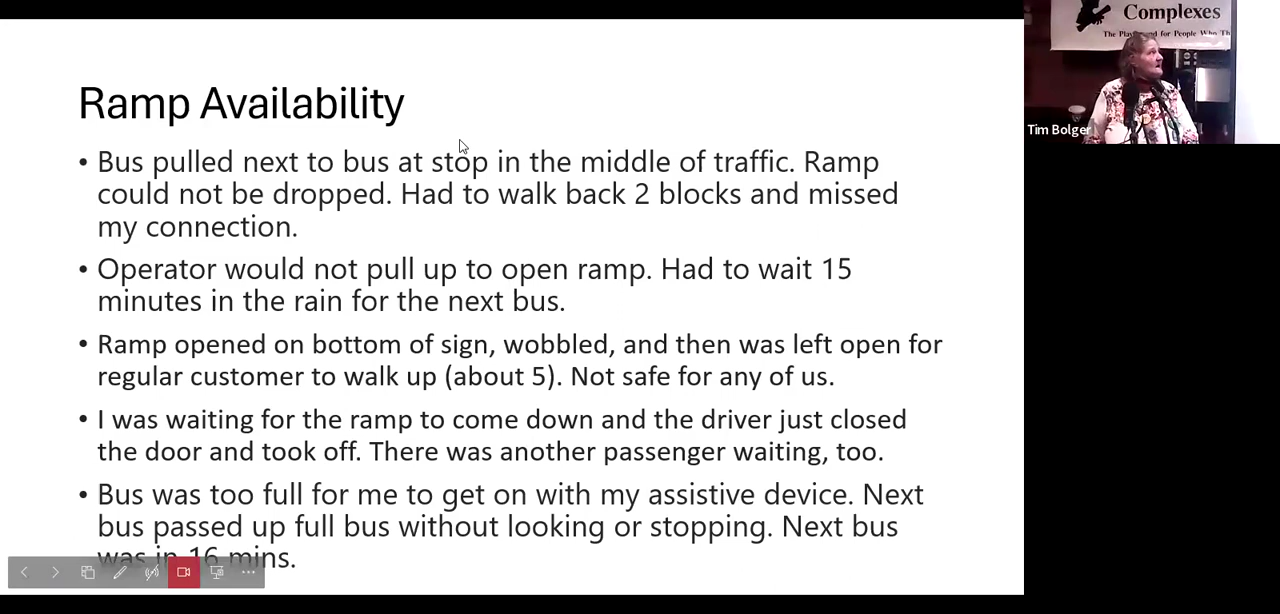 Ramp Availability
• Bus pulled next to bus at stop in the middle of traffic. Ramp
could not be dropped. Had to walk back 2 blocks and missed
my connection.
• Operator would not pull up to open ramp. Had to wait 15
minutes in the rain for the next bus.
• Ramp opened on bottom of sign, wobbled, and then was left open for
regular customer to walk up (about 5). Not safe for any of us.
• I was waiting for the ramp to come down and the driver just closed
the door and took off. There was another passenger waiting, too.
• Bus was too full for me to get on with my assistive device. Next
bus passed up full bus without looking or stopping. Next bus
was in 16 mins.
Complexes
The for People Who
Tim Bolger